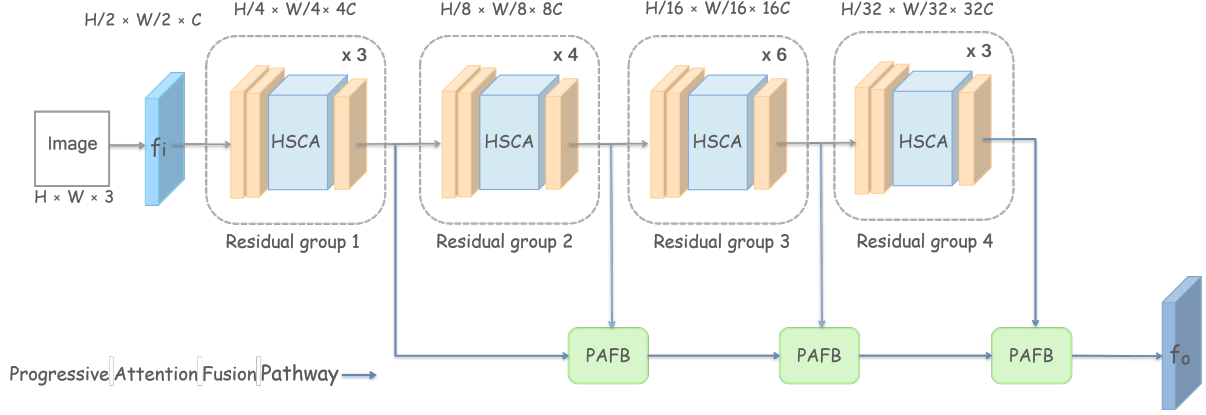 H/2 × W/2 × C
H/4 × W/4× 4C
H/8 × W/8× 8C
H/16 × W/16× 16C
H/32 × W/32× 32C
x 3
x 4
x 6
x 3
Image
fi
HSCA
HSCA
HSCA
HSCA
H × W × 3
Residual group 1
Residual group 2
Residual group 3
Residual group 4
PAFB
PAFB
PAFB
fo
Progressive Attention Fusion Pathway